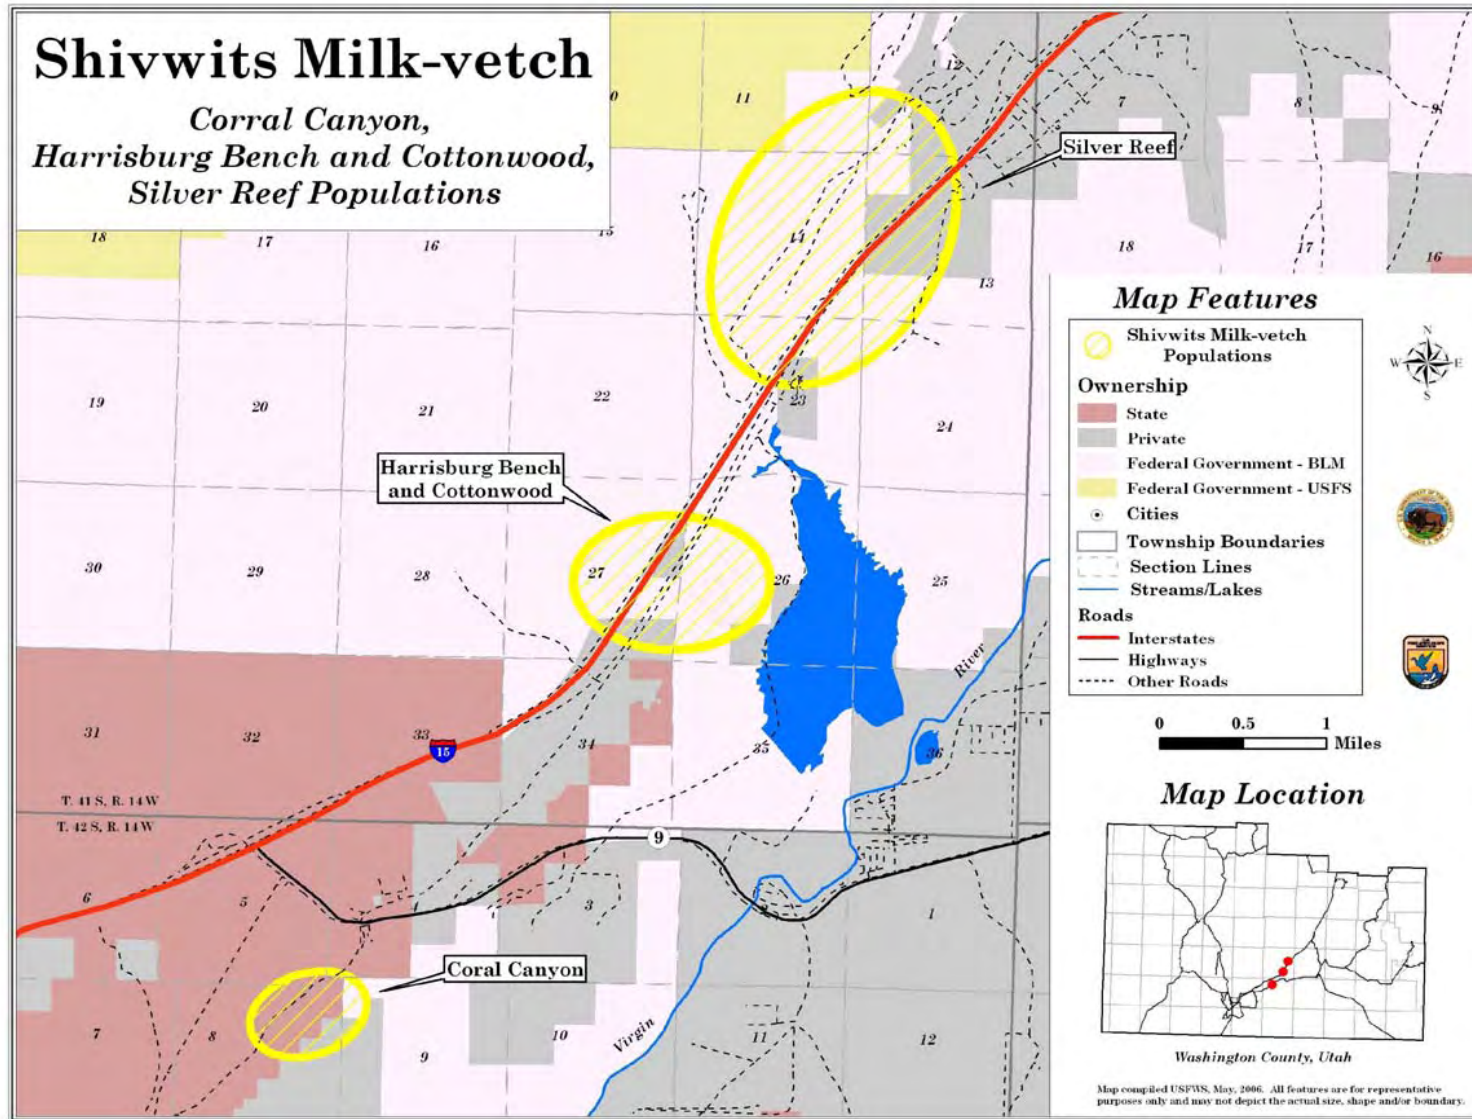 Shivwits Milk-vetch
Corral Canyon,
Harrisburg Bench and Cottonwood,
Silver Reef Populations
0
11
12
7
8
9
Silver Reef
18
17
16
15
14
13
18
17
16
19
20
21
22
23
24
Harrisburg Bench
and Cottonwood
30
29
28
27
26
25
31
32
33
34
35
36
15
River
T. 41 S, R. 14 W
T. 42 S, R. 14 W
9
6
5
4
3
2
1
Coral Canyon
7
8
9
10
11
12
Virgin
Map Features
Shivwits Milk-vetch
Populations
Ownership
State
Private
Federal Government - BLM
Federal Government - USFS
Cities
Township Boundaries
Section Lines
Streams/Lakes
Roads
Interstates
Highways
Other Roads
N
W E
S
0 0.5 1
Miles
Map Location
Washington County, Utah
Map compiled USFWS, May, 2006. All features are for representative
purposes only and may not depict the actual size, shape and/or boundary.